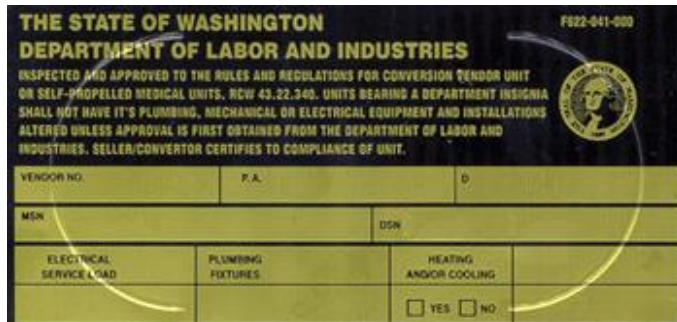 THE STATE OF WASHINGTON
F622-041-000
DEPARTMENT OF LABOR AND INDUSTRIES
INSPECTED AND APPROVED TO THE RULES AND REGULATIONS FOR CONVERSION VENDOR UNIT
OR SELF-PROPELLED MEDICAL UNITS, RCW 43.22.340. UNITS BEARING A DEPARTMENT INSIGNIA
SHALL NOT HAVE IT'S PLUMBING, MECHANICAL OR ELECTRICAL EQUIPMENT AND INSTALLATIONS
ALTERED UNLESS APPROVAL IS FIRST OBTAINED FROM THE DEPARTMENT OF LABOR AND
INDUSTRIES. SELLER/CONVERTOR CERTIFIES TO COMPLIANCE OF UNIT.
VENDOR NO. P.A. D
MSN DSN
ELECTRICAL PLUMBING HEATING
SERVICE LOAD FIXTURES AND/OR COOLING
YES NO